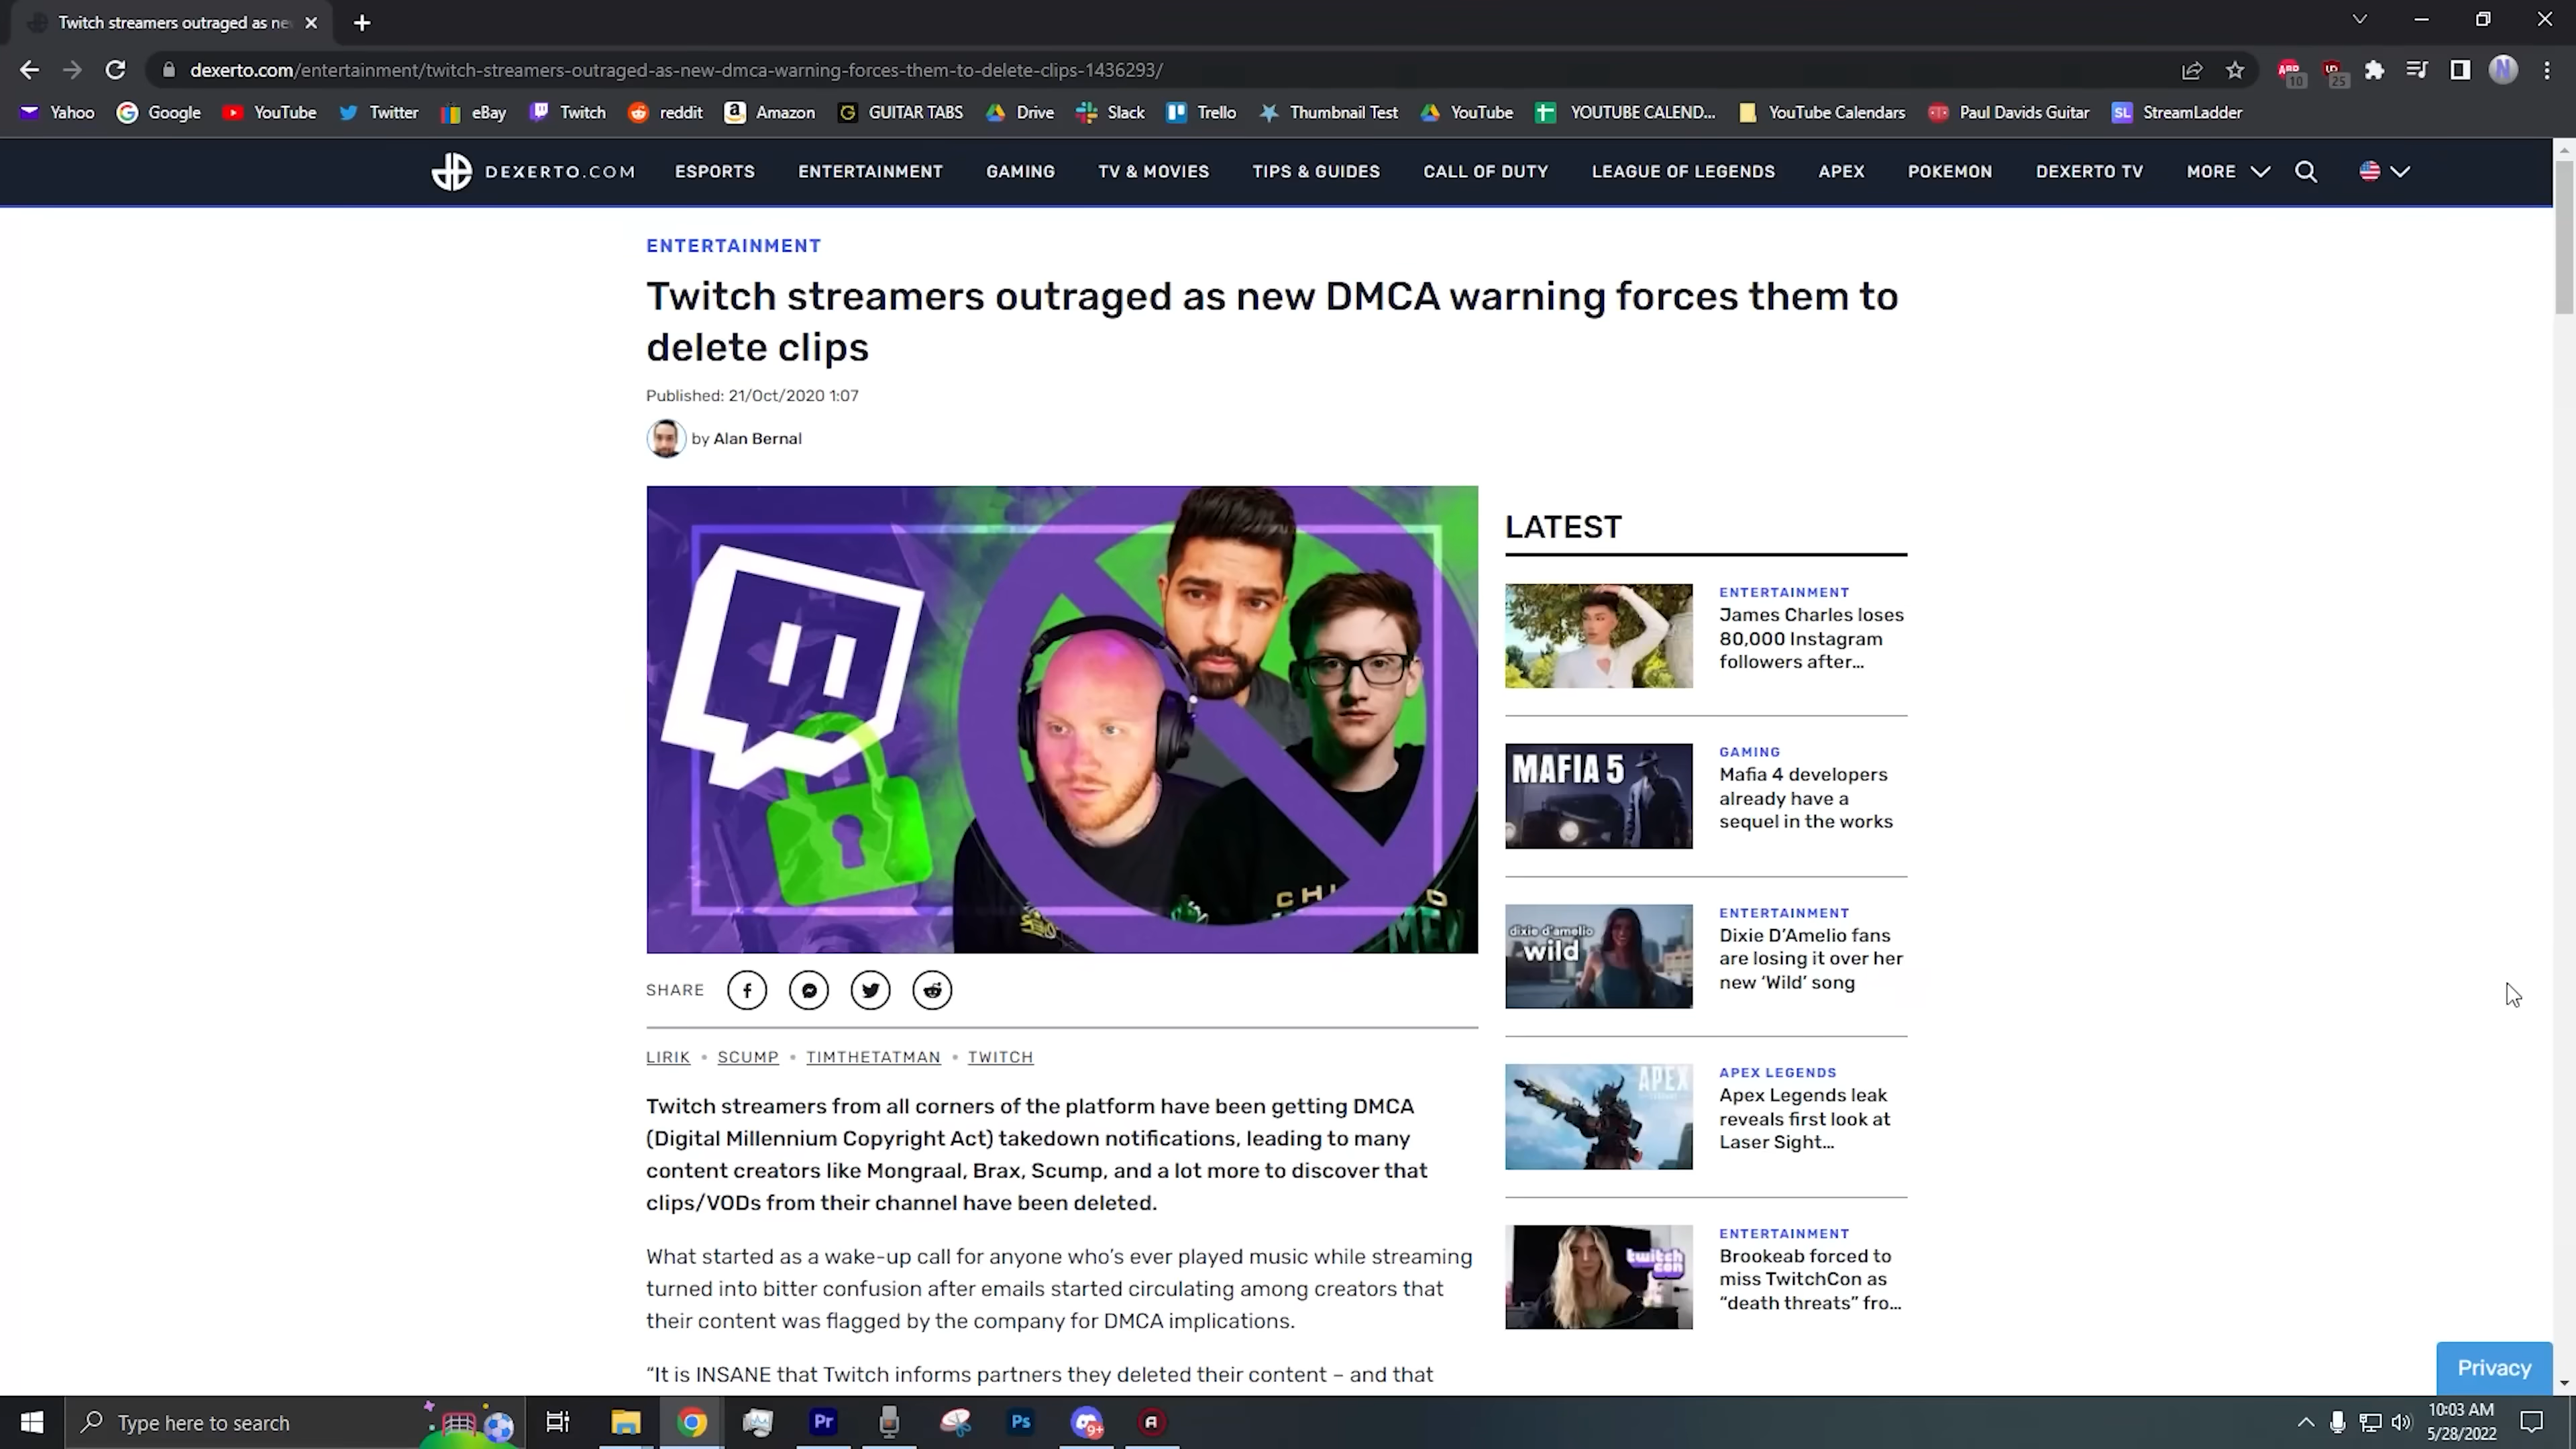 Twitch streamers outraged as ne
dexerto.com/entertainment/twitch-streamers-outraged-as-new-dmca-warning-forces-them-to-delete-clips-1436293/
ABP 10 25 N
Yahoo Google YouTube Twitter eBay Twitch reddit Amazon GUITAR TABS Drive Slack Trello Thumbnail Test YouTube YOUTUBE CALEND... YouTube Calendars Paul Davids Guitar SL StreamLadder
DEXERTO.COM ESPORTS ENTERTAINMENT GAMING TV & MOVIES TIPS & GUIDES CALL OF DUTY LEAGUE OF LEGENDS APEX POKEMON DEXERTO TV MORE
ENTERTAINMENT
Twitch streamers outraged as new DMCA warning forces them to
delete clips
Published: 21/Oct/2020 1:07
by Alan Bernal
SHARE
LIRIK • SCUMP • TIMTHETATMAN • TWITCH
Twitch streamers from all corners of the platform have been getting DMCA
(Digital Millennium Copyright Act) takedown notifications, leading to many
content creators like Mongraal, Brax, Scump, and a lot more to discover that
clips/VODs from their channel have been deleted.
What started as a wake-up call for anyone who's ever played music while streaming
turned into bitter confusion after emails started circulating among creators that
their content was flagged by the company for DMCA implications.
“It is INSANE that Twitch informs partners they deleted their content – and that
LATEST
ENTERTAINMENT
James Charles loses
80,000 Instagram
followers after...
MAFIA 5
GAMING
Mafia 4 developers
already have a
sequel in the works
dixie d'amelio
wild
ENTERTAINMENT
Dixie D'Amelio fans
are losing it over her
new ‘Wild’ song
APEX
APEX LEGENDS
Apex Legends leak
reveals first look at
Laser Sight...
twitch
con
ENTERTAINMENT
Brookeab forced to
miss TwitchCon as
“death threats” fro...
Privacy
Type here to search
Pr
Ps
9+
10:03 AM
5/28/2022